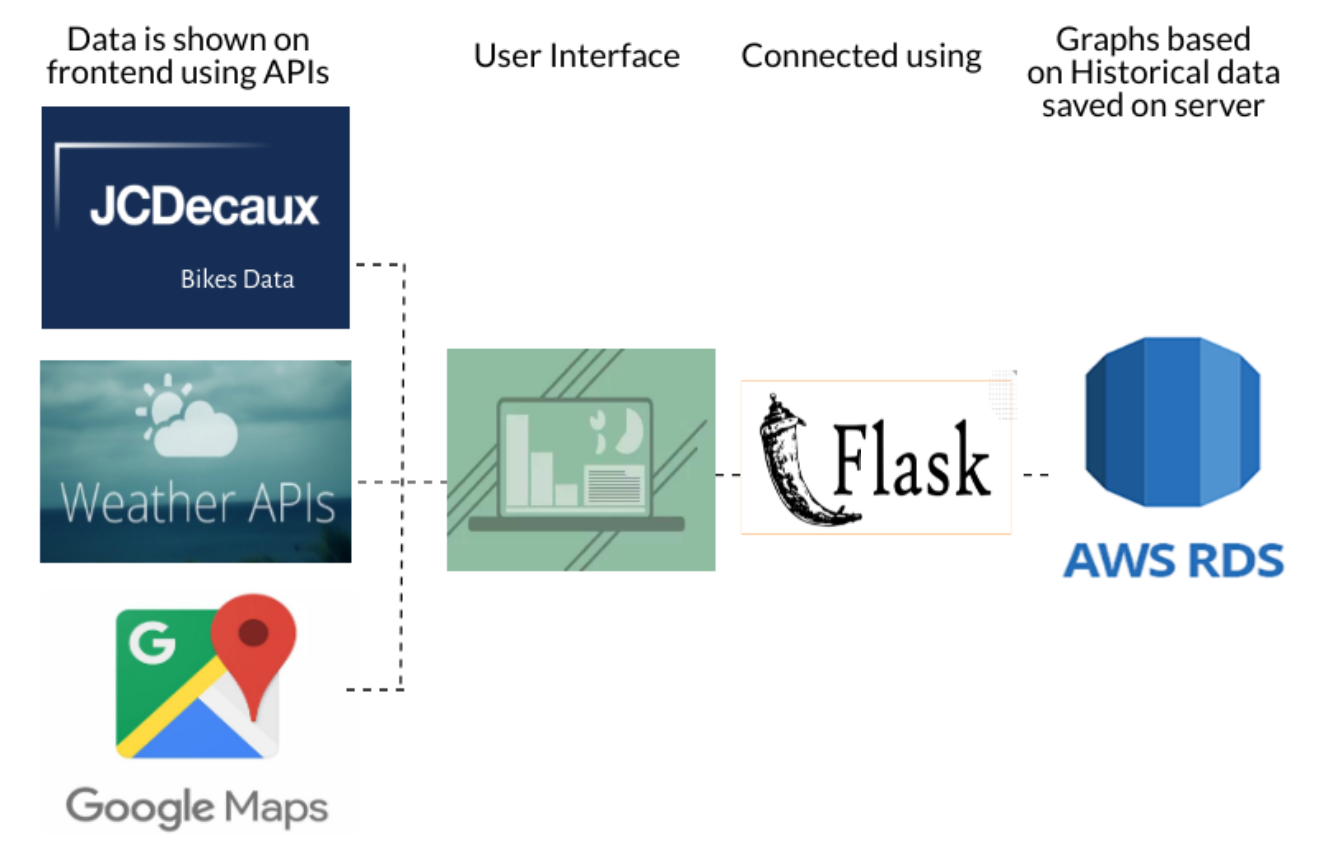 Data is shown on
frontend using APIs
User Interface
Connected using
Graphs based
on Historical data
saved on server
JCDecaux
Bikes Data
Weather APIs
G
Google Maps
Flask
AWS RDS